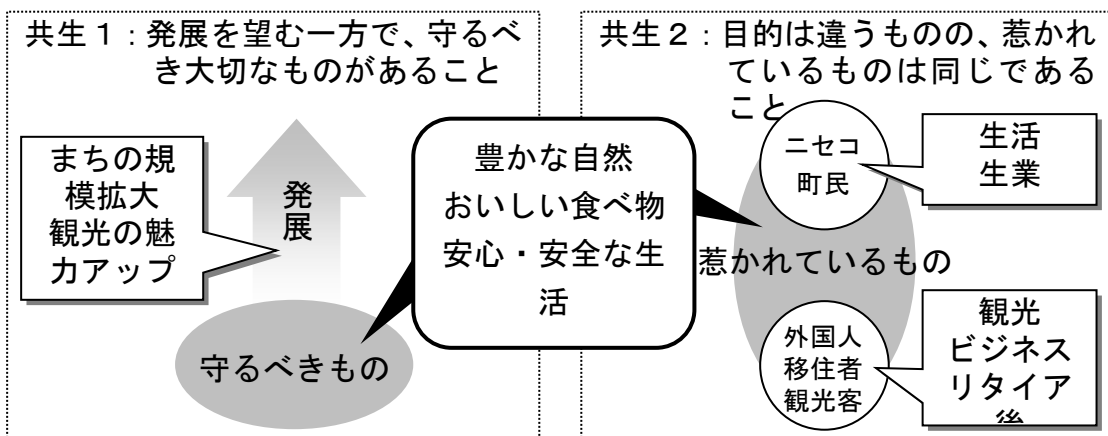 共生１：発展を望む一方で、守るべ
き大切なものがあること
まちの規
模拡大
観光の魅
力アップ
発展
守るべきもの
豊かな自然
おいしい食べ物
安心・安全な生
活
共生２：目的は違うものの、惹かれ
ているものは同じである
こと
ニセコ
町民
生活
生業
惹かれているもの
外国人
移住者
観光客
観光
ビジネス
リタイア
後